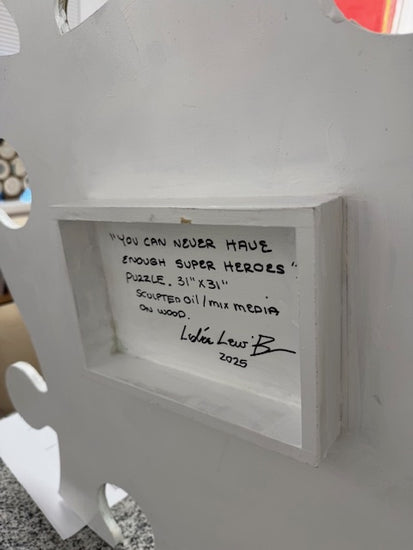 "YOU CAN NEVER HAVE
ENOUGH SUPER HEROES"
PUZZLE. 31" X 31"
SCULPTED OIL/MIX MEDIA
ON WOOD.
2025